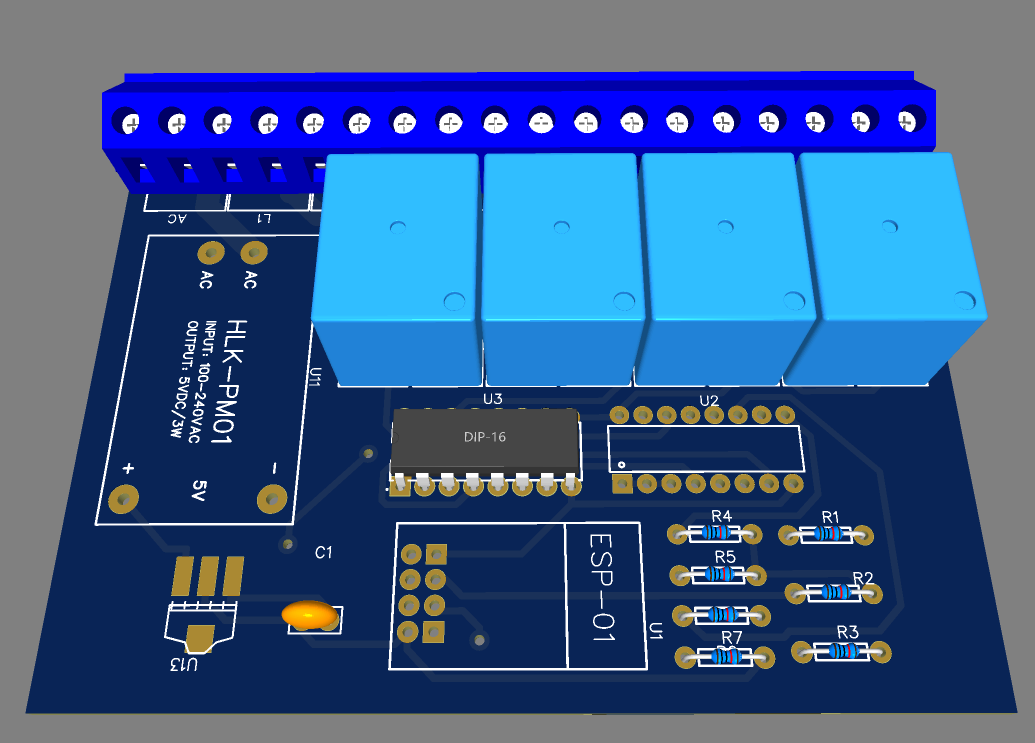 AC
L1
AC
AC
HLK-PM01
INPUT: 100-240VAC
OUTPUT: 5VDC/3W
U11
+
-
5V
U3
DIP-16
U2
C1
U13
ESP-01
U1
R4
R1
R5
R2
R7
R3